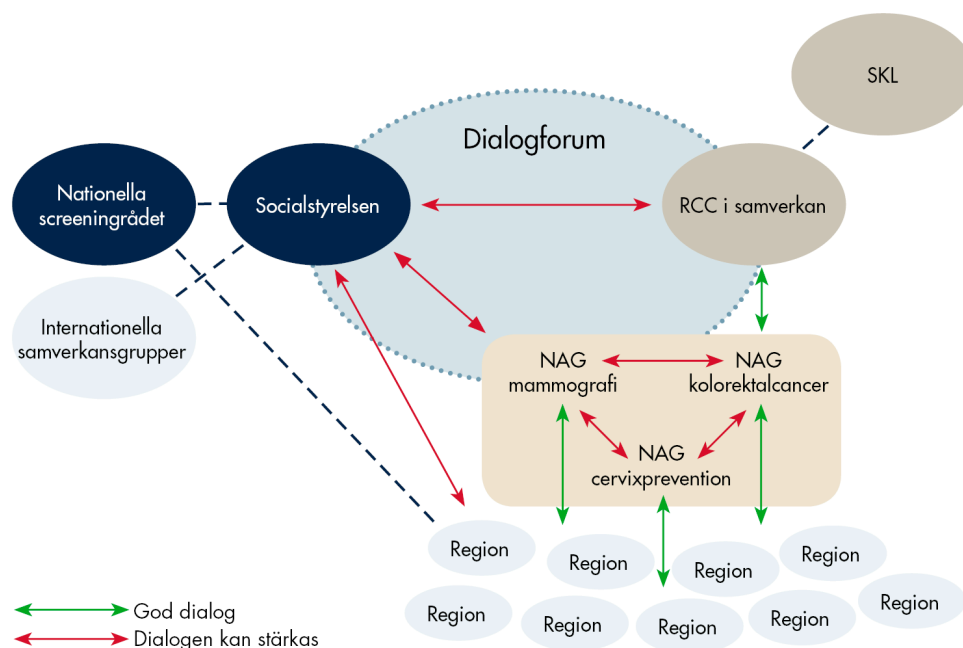 SKL
Dialogforum
Nationella
screeningrådet
Socialstyrelsen
RCC i samverkan
Internationella
samverkansgrupper
NAG
mammografi
NAG
kolorektalcancer
NAG
cervixprevention
Region
Region
Region
Region
Region
Region
Region
Region
Region
God dialog
Dialogen kan stärkas